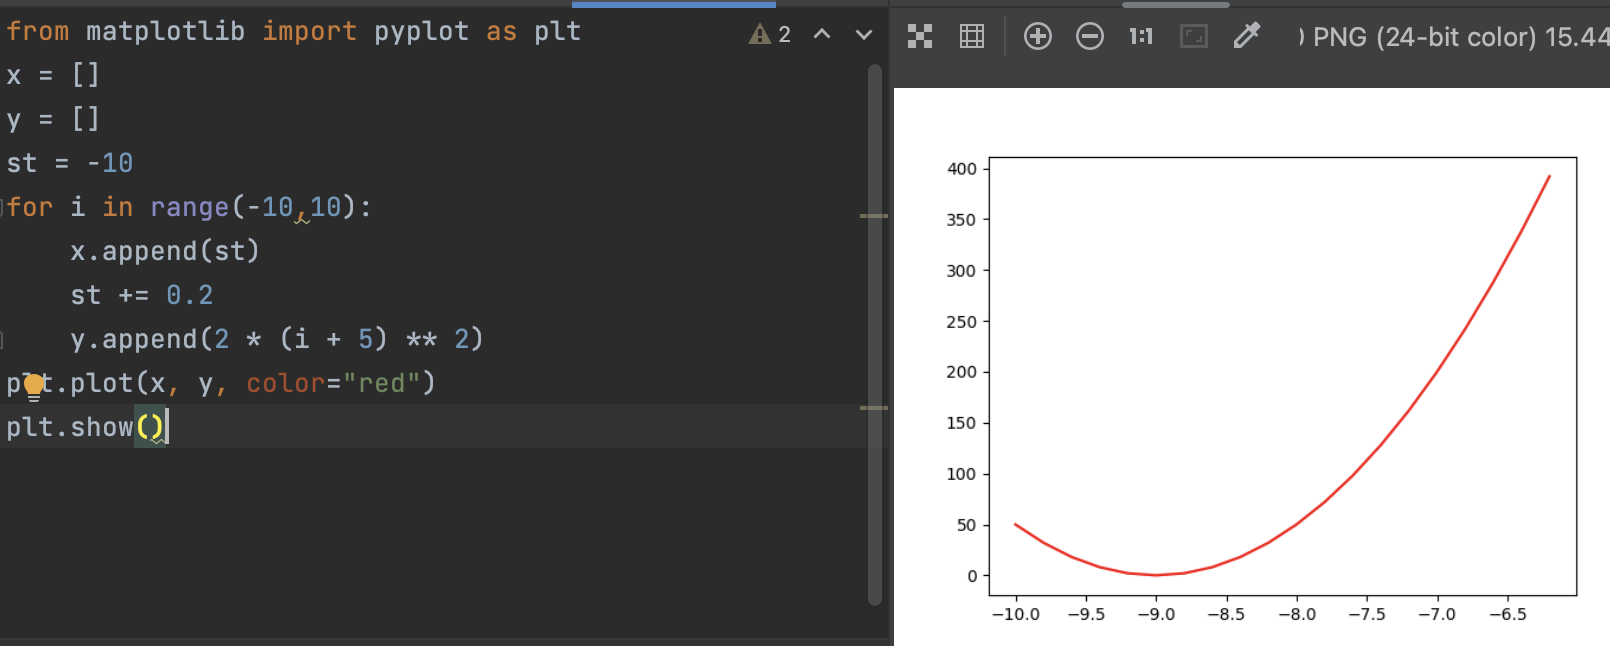 from matplotlib import pyplot as plt
2
x = []
y = []
st = -10
for i in range(-10,10):
    x.append(st)
    st += 0.2
    y.append(2 * (i + 5) ** 2)
plt.plot(x, y, color="red")
plt.show()
1:1
) PNG (24-bit color) 15.44
400
350
300
250
200
150
100
50
0
−10.0 −9.5 −9.0 −8.5 −8.0 −7.5 −7.0 −6.5